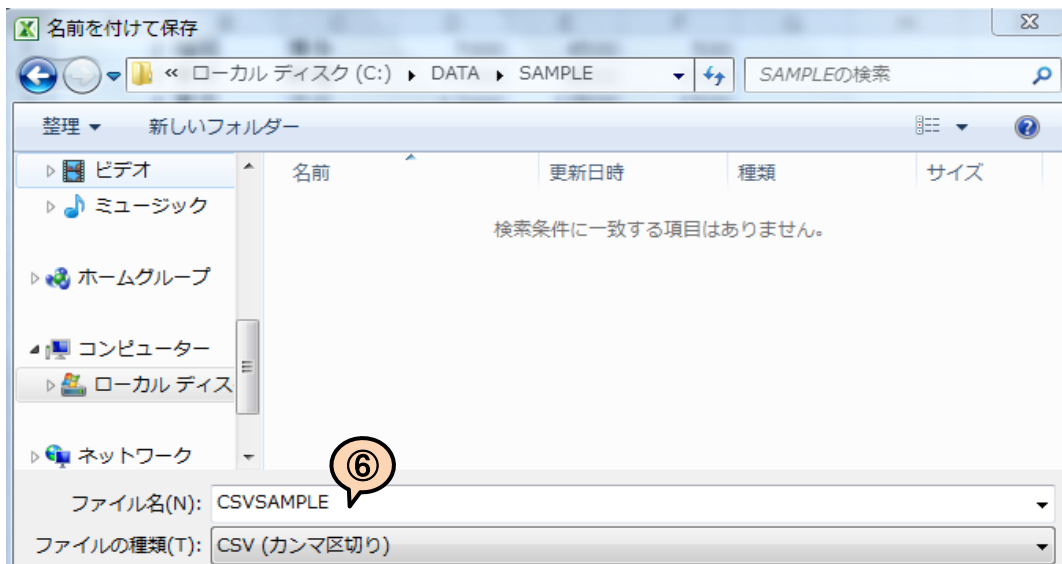 名前を付けて保存
« ローカル ディスク (C:) ▸ DATA ▸ SAMPLE SAMPLEの検索
整理 新しいフォルダー
ビデオ 名前 更新日時 種類 サイズ
ミュージック
検索条件に一致する項目はありません。
ホームグループ
コンピューター
ローカル ディス
ネットワーク
⑥
ファイル名(N): CSVSAMPLE
ファイルの種類(T): CSV (カンマ区切り)